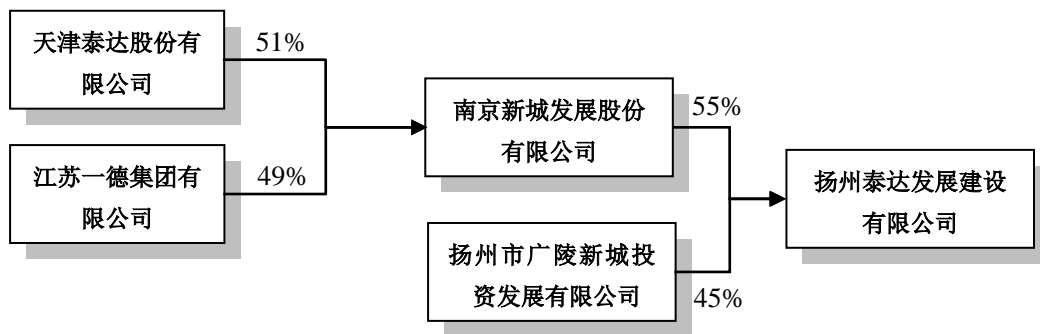 天津泰达股份有
限公司
51%
江苏一德集团有
限公司
49%
南京新城发展股份
有限公司
55%
扬州市广陵新城投
资发展有限公司
45%
扬州泰达发展建设
有限公司